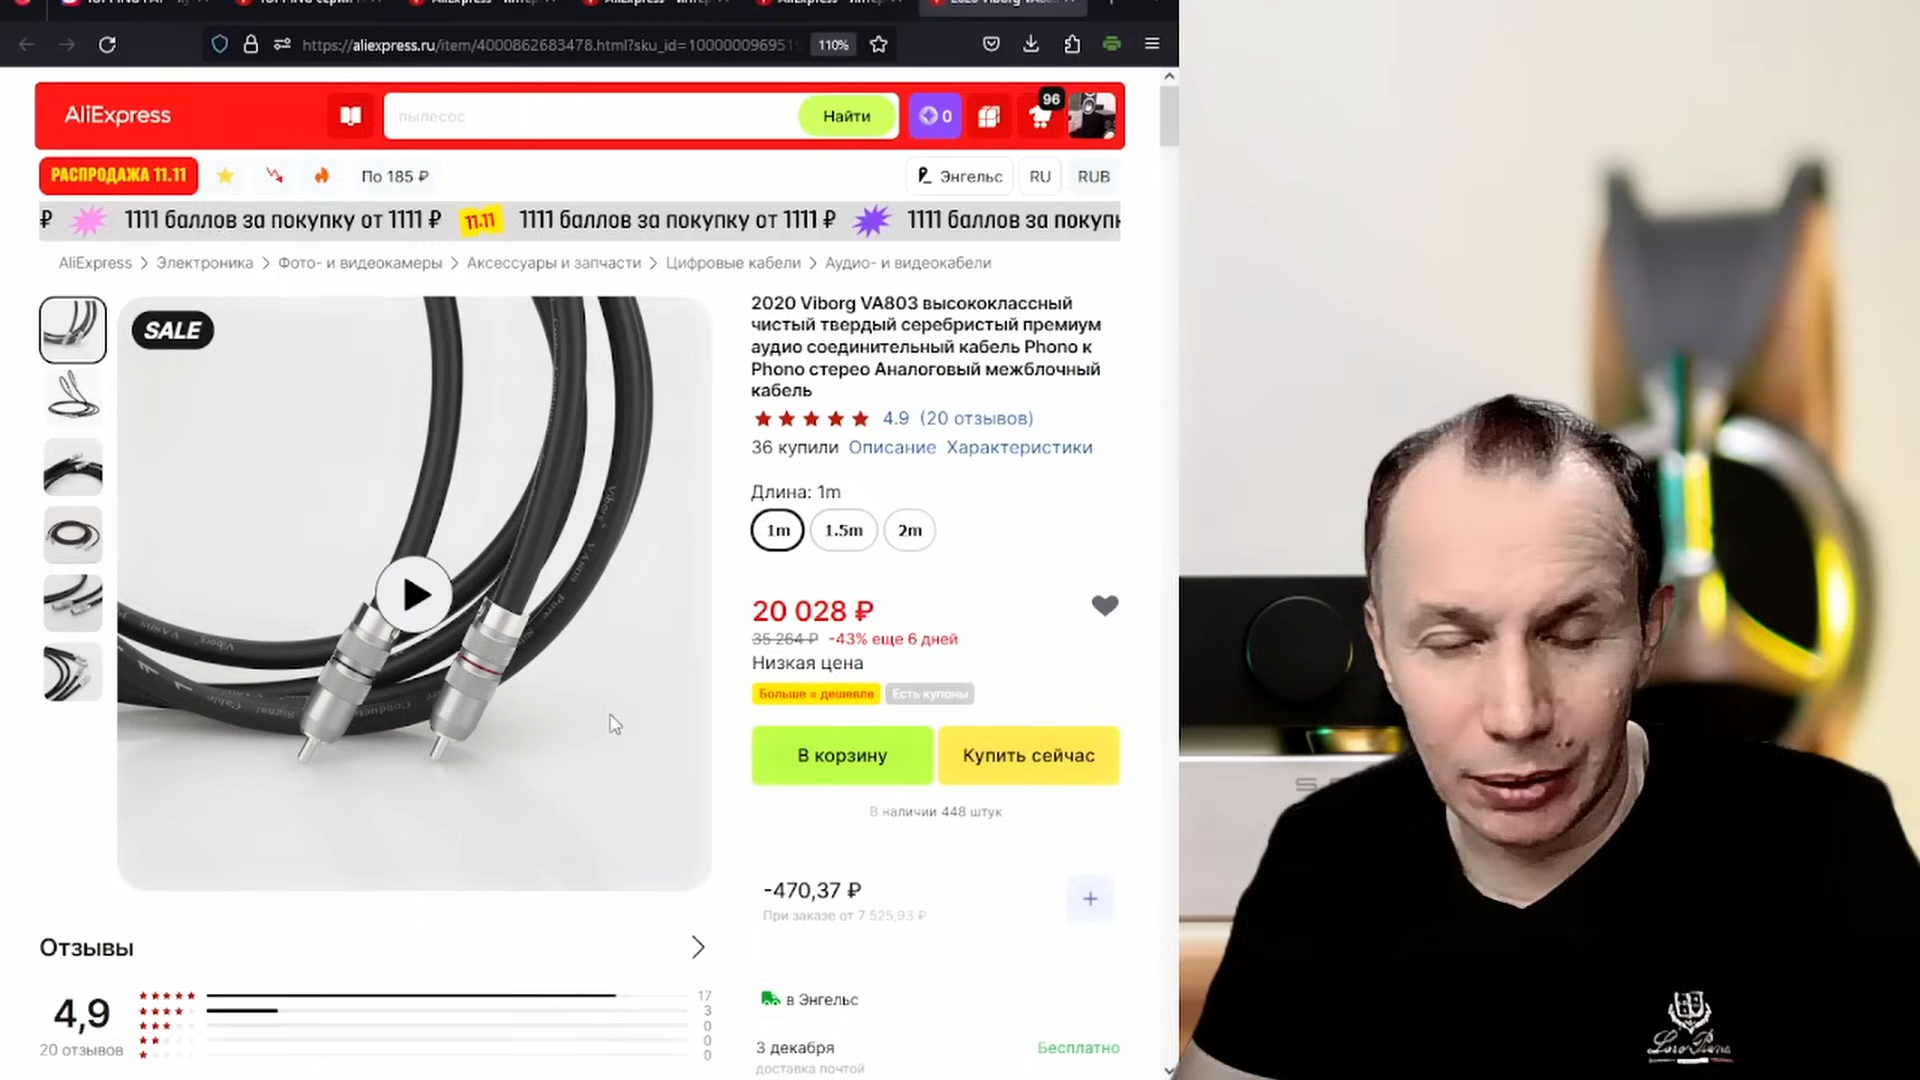 https://aliexpress.ru/item/4000862683478.html?sku_id=100000096951
110%
AliExpress
пылесос
Найти
0
96
РАСПРОДАЖА 11.11
По 185 ₽
Энгельс
RU
RUB
₽ 1111 баллов за покупку от 1111 ₽ 11.11 1111 баллов за покупку от 1111 ₽ 1111 баллов за
AliExpress > Электроника > Фото- и видеокамеры > Аксессуары и запчасти > Цифровые кабели > Аудио- и видеокабели
SALE
2020 Viborg VA803 высококлассный
чистый твердый серебристый премиум
аудио соединительный кабель Phono к
Phono стерео Аналоговый межблочный
кабель
4.9 (20 отзывов)
36 купили Описание Характеристики
Длина: 1m
1m
1.5m
2m
20 028 ₽
35 264 ₽ -43% еще 6 дней
Низкая цена
Больше = дешевле
Есть купоны
В корзину
Купить сейчас
В наличии 448 штук
-470,37 ₽
При заказе от 7 525,93 ₽
+
Отзывы
4,9
20 отзывов
17
3
0
0
0
в Энгельс
3 декабря
Бесплатно
доставка почтой
Loro Piana